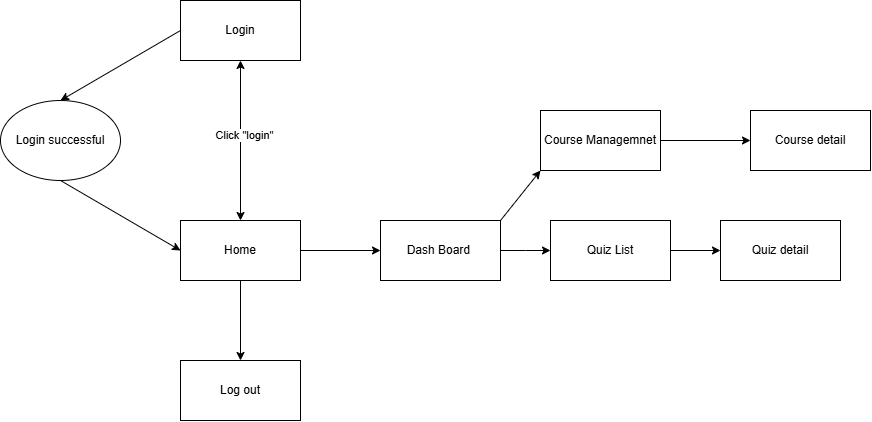 Login
Click "login"
Login successful
Course Managemnet
Course detail
Home
Dash Board
Quiz List
Quiz detail
Log out